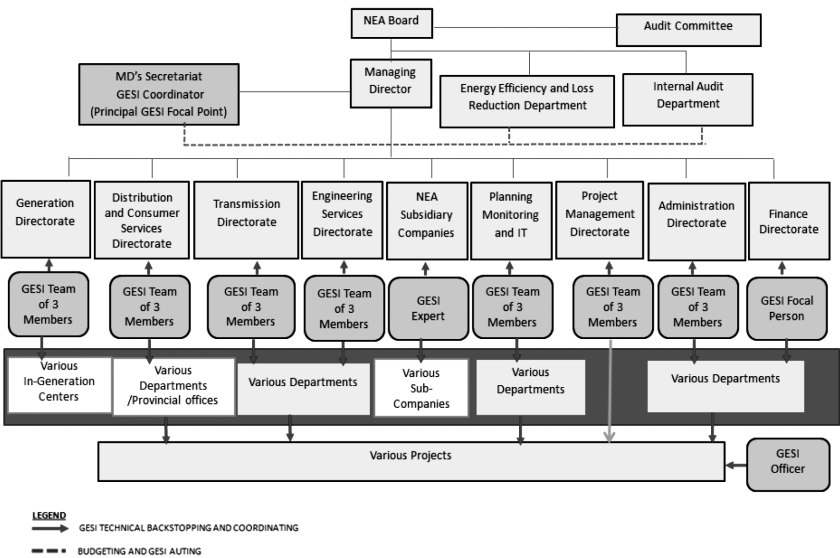 NEA Board
Audit Committee
MD's Secretariat
GESI Coordinator
(Principal GESI Focal Point)
Managing
Director
Energy Efficiency and Loss
Reduction Department
Internal Audit
Department
Generation
Directorate
Distribution
and Consumer
Services
Directorate
Transmission
Directorate
Engineering
Services
Directorate
NEA
Subsidiary
Companies
Planning
Monitoring
and IT
Project
Management
Directorate
Administration
Directorate
Finance
Directorate
GESI Team
of 3
Members
GESI Team
of 3
Members
GESI Team
of 3
Members
GESI Team
of 3
Members
GESI
Expert
GESI Team
of 3
Members
GESI Team
of 3
Members
GESI Team
of 3
Members
GESI Focal
Person
Various
In-Generation
Centers
Various
Departments
/Provincial offices
Various Departments
Various
Sub-
Companies
Various
Departments
Various Departments
Various Projects
GESI
Officer
LEGEND
GESI TECHNICAL BACKSTOPPING AND COORDINATING
BUDGETING AND GESI AUTING